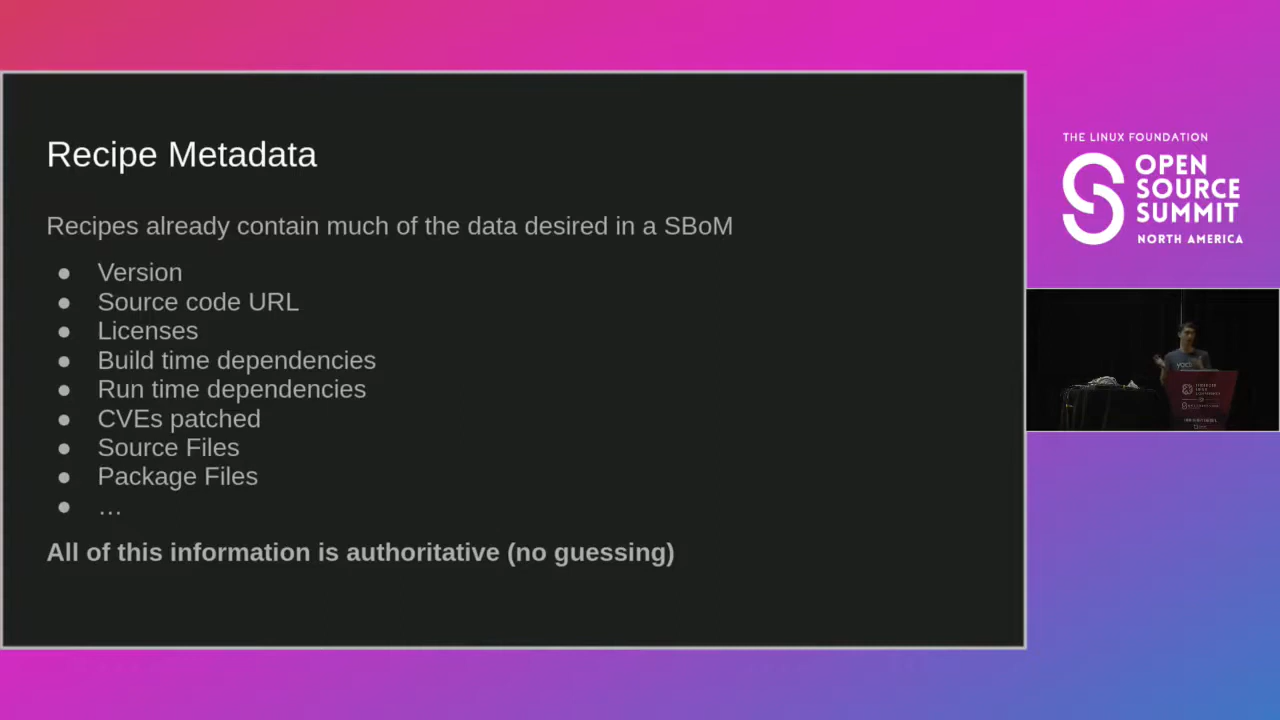 Recipe Metadata
Recipes already contain much of the data desired in a SBoM
● Version
● Source code URL
● Licenses
● Build time dependencies
● Run time dependencies
● CVEs patched
● Source Files
● Package Files
● …
All of this information is authoritative (no guessing)
THE LINUX FOUNDATION
OPEN
SOURCE
SUMMIT
NORTH AMERICA